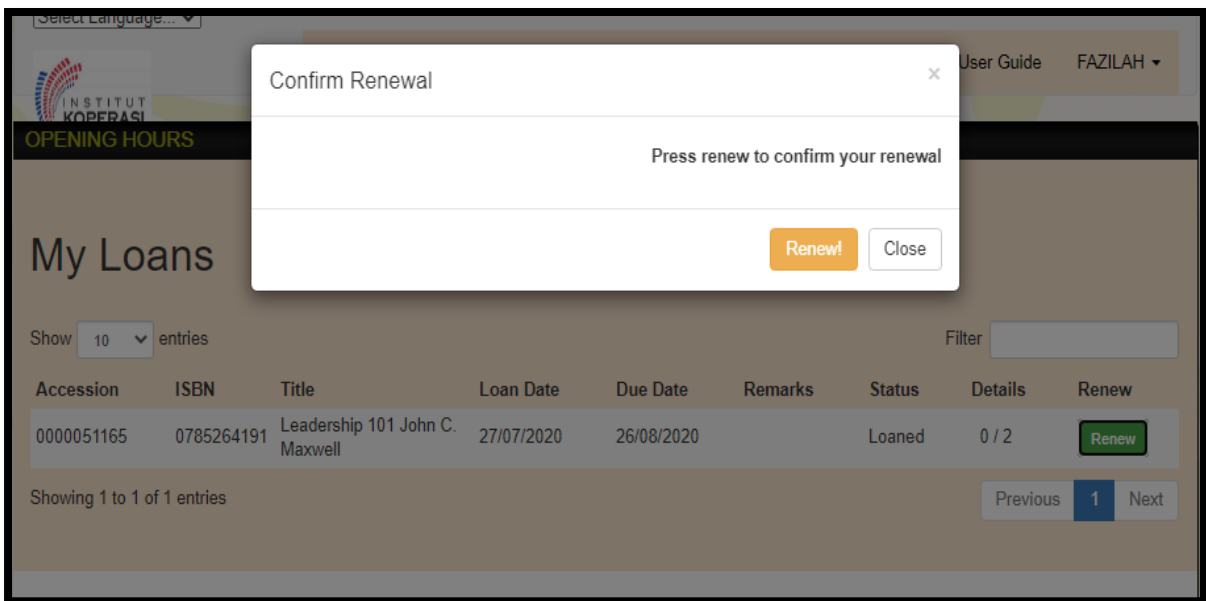 Select Language...
User Guide FAZILAH
INSTITUT
KOPERASI
OPENING HOURS
Confirm Renewal ×
Press renew to confirm your renewal
Renew! Close
My Loans
Show 10 entries Filter
Accession ISBN Title Loan Date Due Date Remarks Status Details Renew
0000051165 0785264191 Leadership 101 John C.
Maxwell 27/07/2020 26/08/2020 Loaned 0 / 2 Renew
Showing 1 to 1 of 1 entries Previous 1 Next